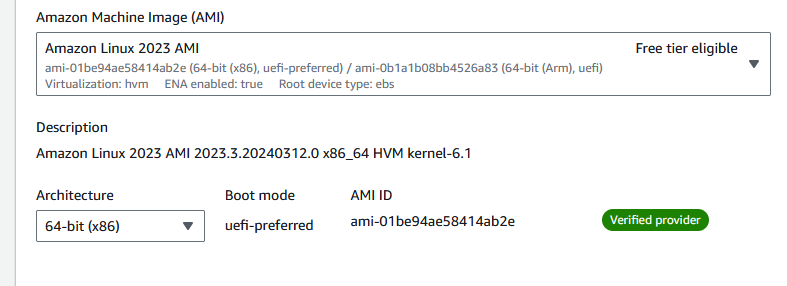 Amazon Machine Image (AMI)
Amazon Linux 2023 AMI
Free tier eligible
ami-01be94ae58414ab2e (64-bit (x86), uefi-preferred) / ami-0b1a1b08bb4526a83 (64-bit (Arm), uefi)
Virtualization: hvm ENA enabled: true Root device type: ebs
Description
Amazon Linux 2023 AMI 2023.3.20240312.0 x86_64 HVM kernel-6.1
Architecture Boot mode AMI ID
64-bit (x86) uefi-preferred ami-01be94ae58414ab2e Verified provider